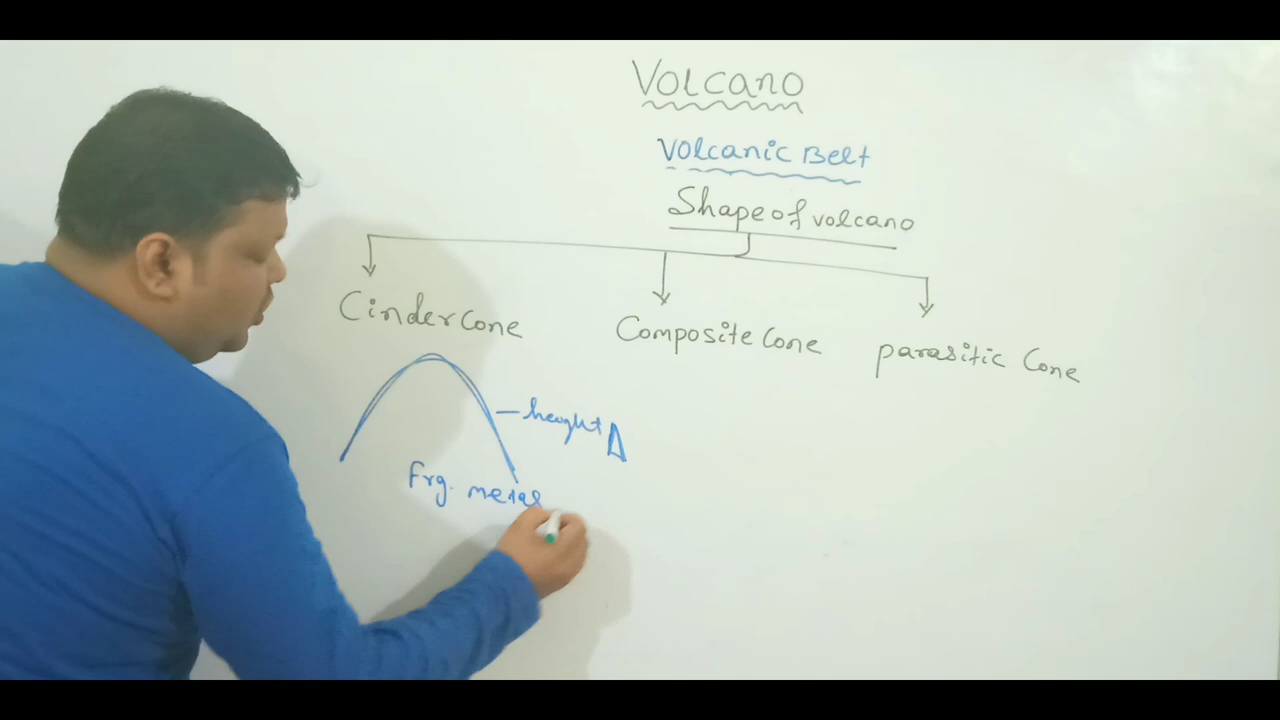 Volcano
Volcanic Belt
Shape of volcano
Cinder Cone
Composite Cone
parasitic Cone
height
Frg.